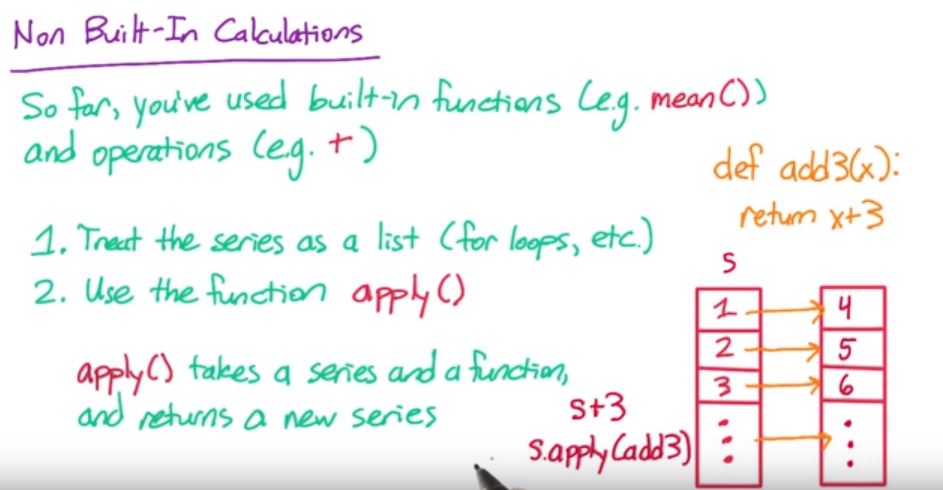 Non Built-In Calculations
So far, you've used built-in functions (e.g. mean())
and operations (e.g. +)
def add3(x):
return x+3
1. Treat the series as a list (for loops, etc.)
2. Use the function apply()
apply() takes a series and a function,
and returns a new series
s+3
s.apply(add3)
S
1 4
2 5
3 6